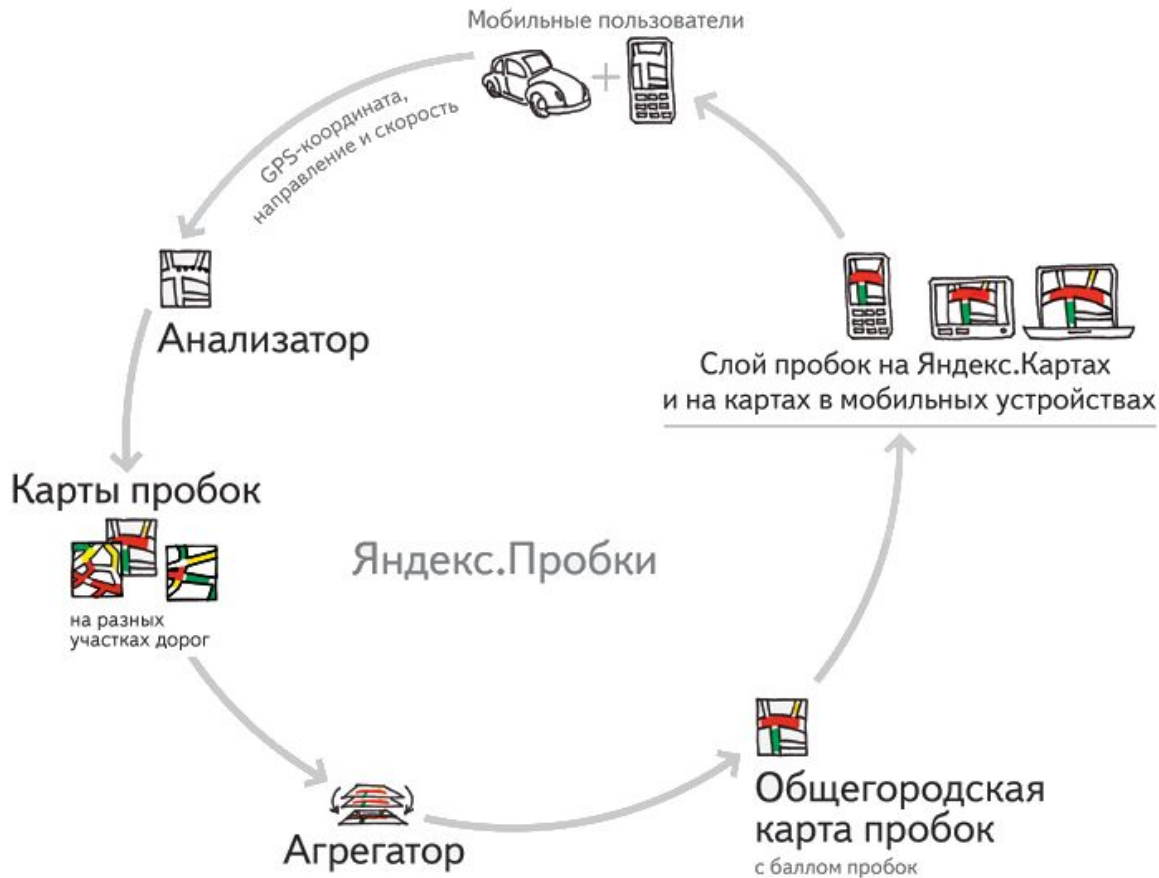 Мобильные пользователи
GPS-координата,
направление и скорость
Анализатор
Карты пробок
на разных
участках дорог
Яндекс.Пробки
Агрегатор
Общегородская
карта пробок
с баллом пробок
Слой пробок на Яндекс.Картах
и на картах в мобильных устройствах